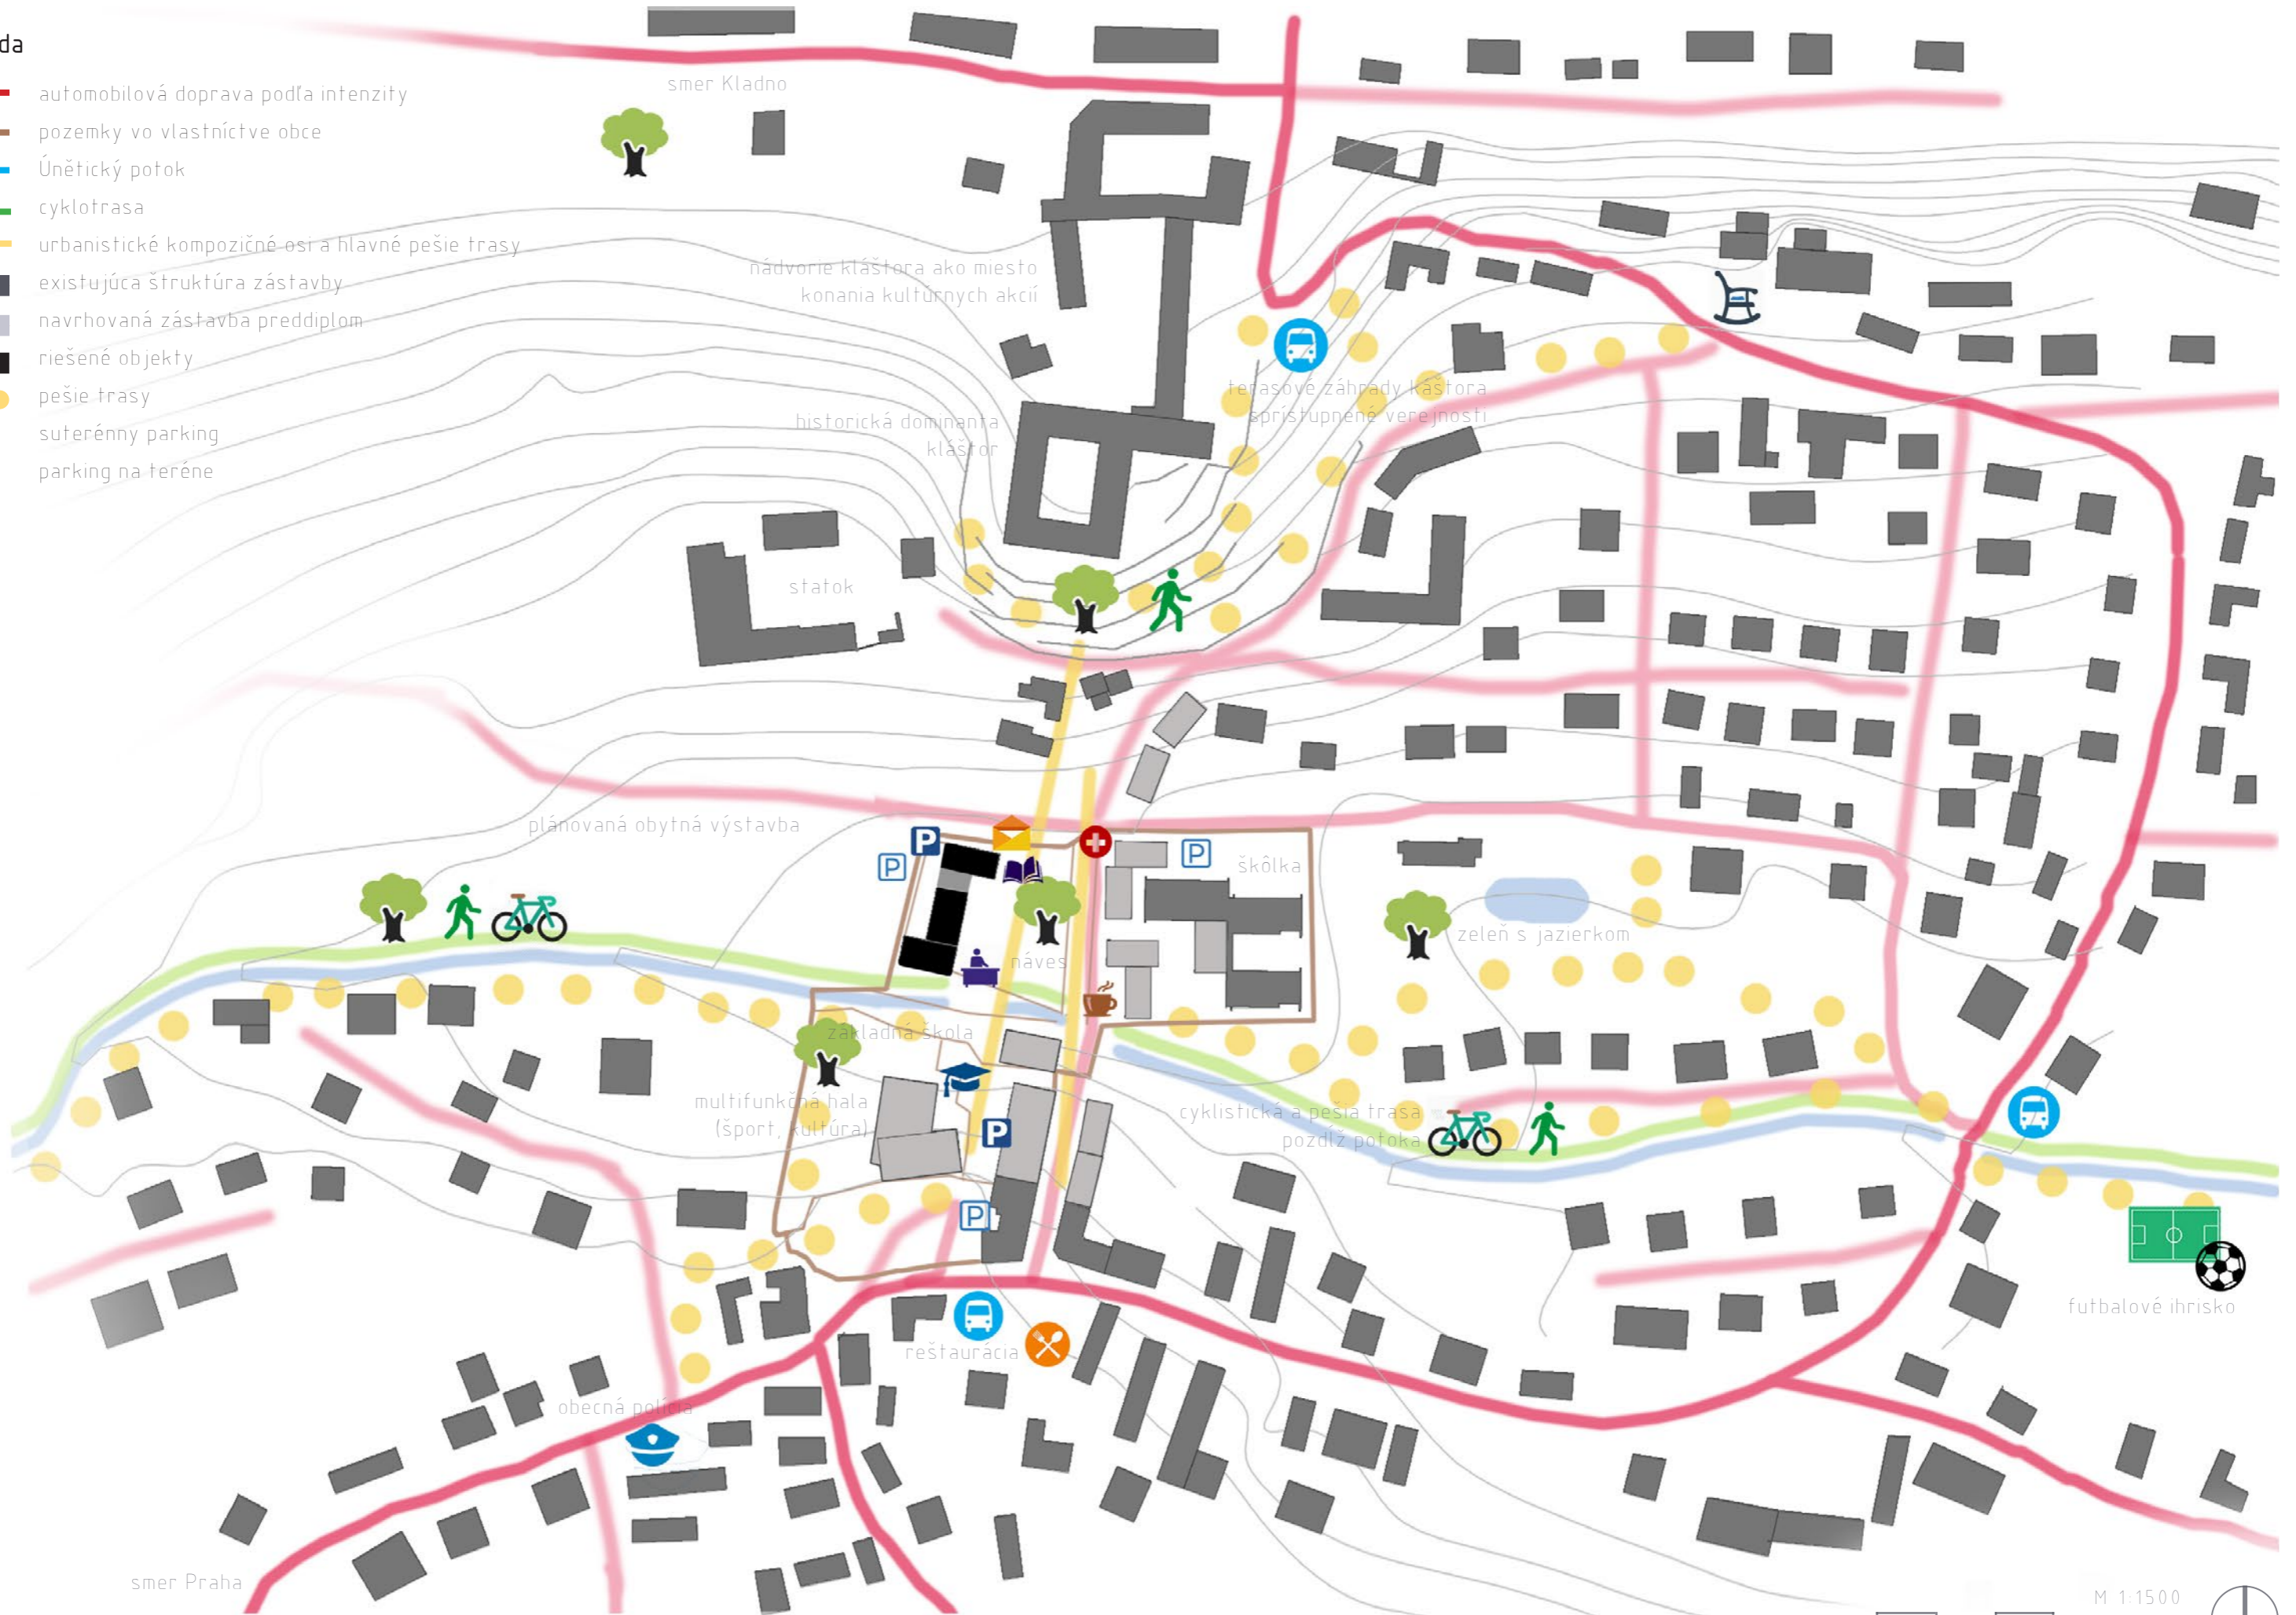 da
automobilová doprava podľa intenzity
pozemky vo vlastníctve obce
Únětický potok
cyklotrasa
urbanistické kompozičné osi a hlavné pešie trasy
existujúca štruktúra zástavby
navrhovaná zástavba preddiplom
riešené objekty
pešie trasy
suterénny parking
parking na teréne
smer Kladno
nádvorie kláštora ako miesto
konania kultúrnych akcií
terasové záhrady káštora
sprístupnené verejnosti
historická dominanta
kláštor
statok
plánovaná obytná výstavba
P
P
P
škôlka
zeleň s jazierkom
náves
základná škola
multifunkčná hala
(šport, kultúra)
P
cyklistická a pešia trasa
pozdĺž potoka
P
futbalové ihrisko
reštaurácia
obecná polícia
smer Praha
M 1:1500